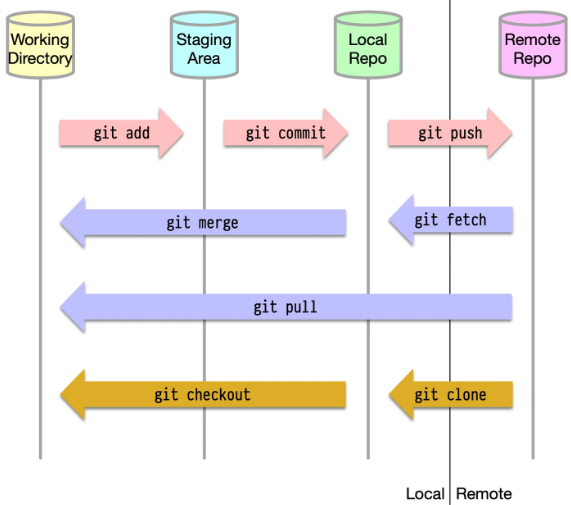 Working
Directory
Staging
Area
Local
Repo
Remote
Repo
git add
git commit
git push
git merge
git fetch
git pull
git checkout
git clone
Local
Remote